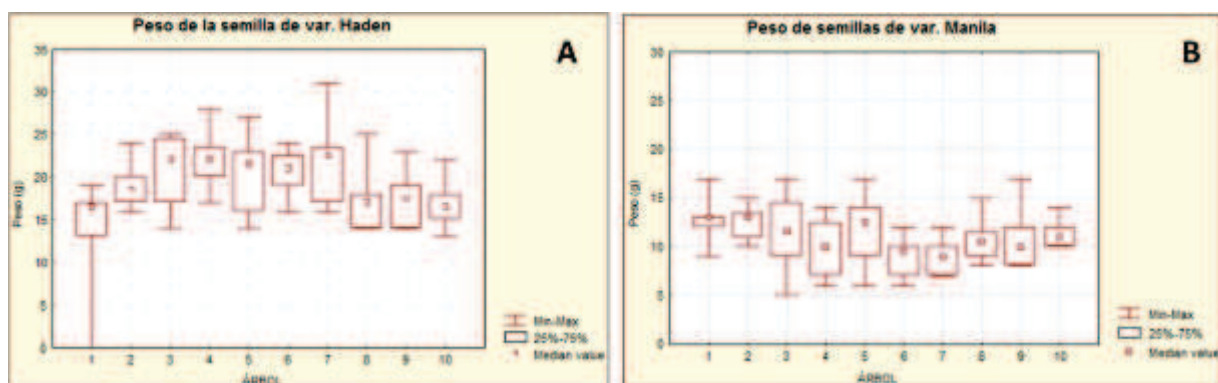 Peso de la semilla de var. Haden
A
35
30
25
20
15
10
5
0
Peso (g)
1 2 3 4 5 6 7 8 9 10
ÁRBOL
Min-Max
25%-75%
Median value
Peso de semillas de var. Manila
B
30
25
20
15
10
5
0
Peso (g)
1 2 3 4 5 6 7 8 9 10
ÁRBOL
Min-Max
25%-75%
Median value